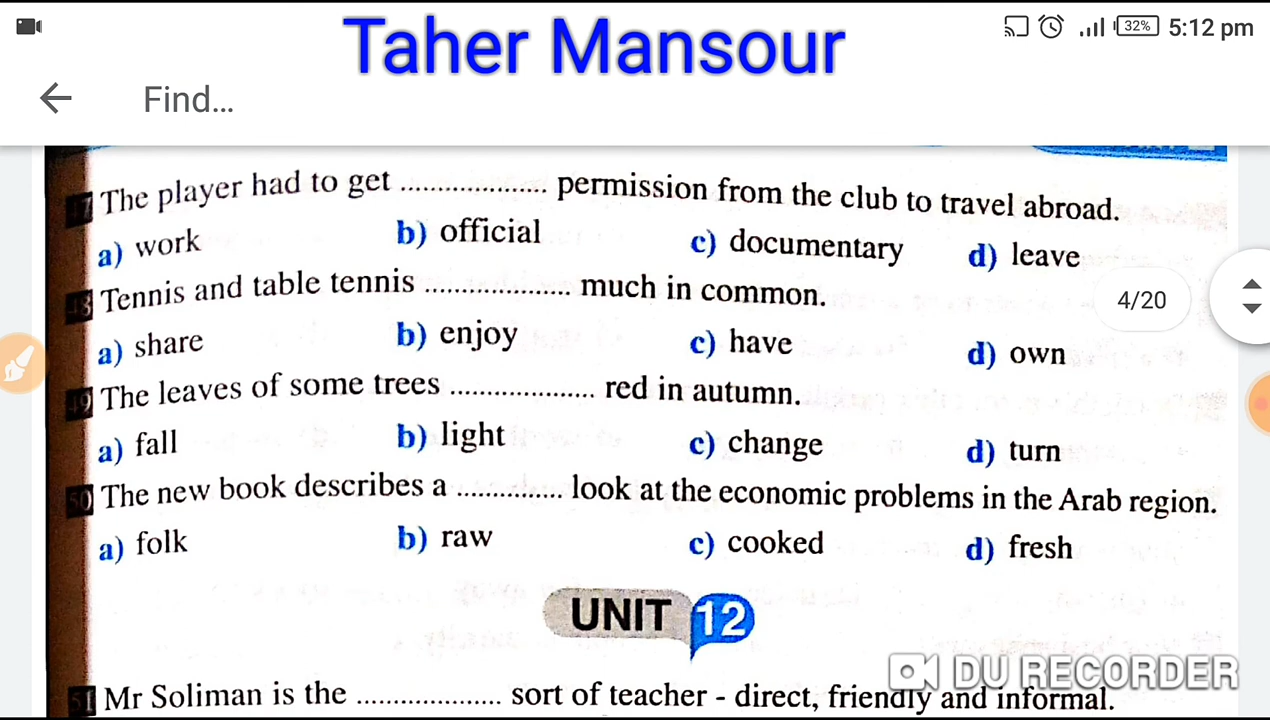 Taher Mansour
32% 5:12 pm
Find...
The player had to get .................. permission from the club to travel abroad.
a) work b) official c) documentary d) leave
48 Tennis and table tennis .................. much in common.
a) share b) enjoy c) have d) own
49 The leaves of some trees .................. red in autumn.
a) fall b) light c) change d) turn
50 The new book describes a .............. look at the economic problems in the Arab region.
a) folk b) raw c) cooked d) fresh
4/20
UNIT 12
51 Mr Soliman is the .................. sort of teacher - direct, friendly and informal.
DU RECORDER